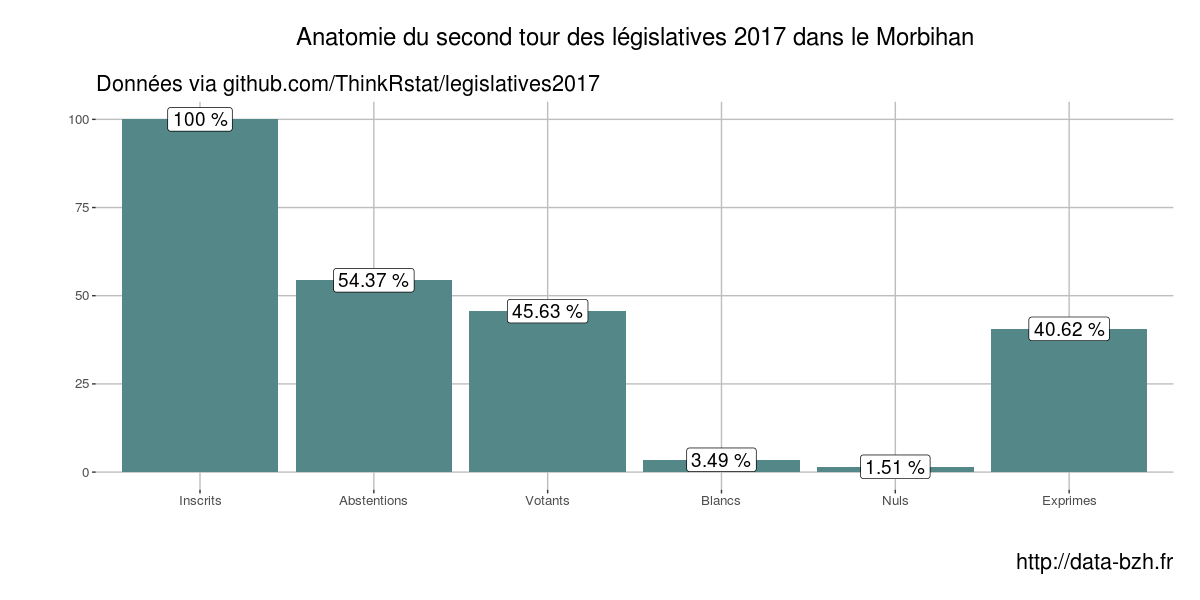 Anatomie du second tour des législatives 2017 dans le Morbihan
Données via github.com/ThinkRstat/legislatives2017
100
75
50
25
0
100 %
54.37 %
45.63 %
3.49 %
1.51 %
40.62 %
Inscrits
Abstentions
Votants
Blancs
Nuls
Exprimes
http://data-bzh.fr